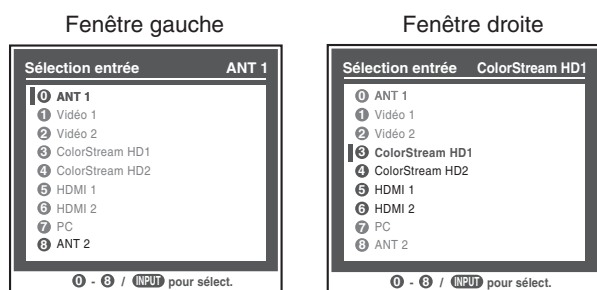 Fenêtre gauche
Sélection entrée ANT 1
0 ANT 1
1 Vidéo 1
2 Vidéo 2
3 ColorStream HD1
4 ColorStream HD2
5 HDMI 1
6 HDMI 2
7 PC
8 ANT 2
0 - 8 / INPUT pour sélect.
Fenêtre droite
Sélection entrée ColorStream HD1
0 ANT 1
1 Vidéo 1
2 Vidéo 2
3 ColorStream HD1
4 ColorStream HD2
5 HDMI 1
6 HDMI 2
7 PC
8 ANT 2
0 - 8 / INPUT pour sélect.